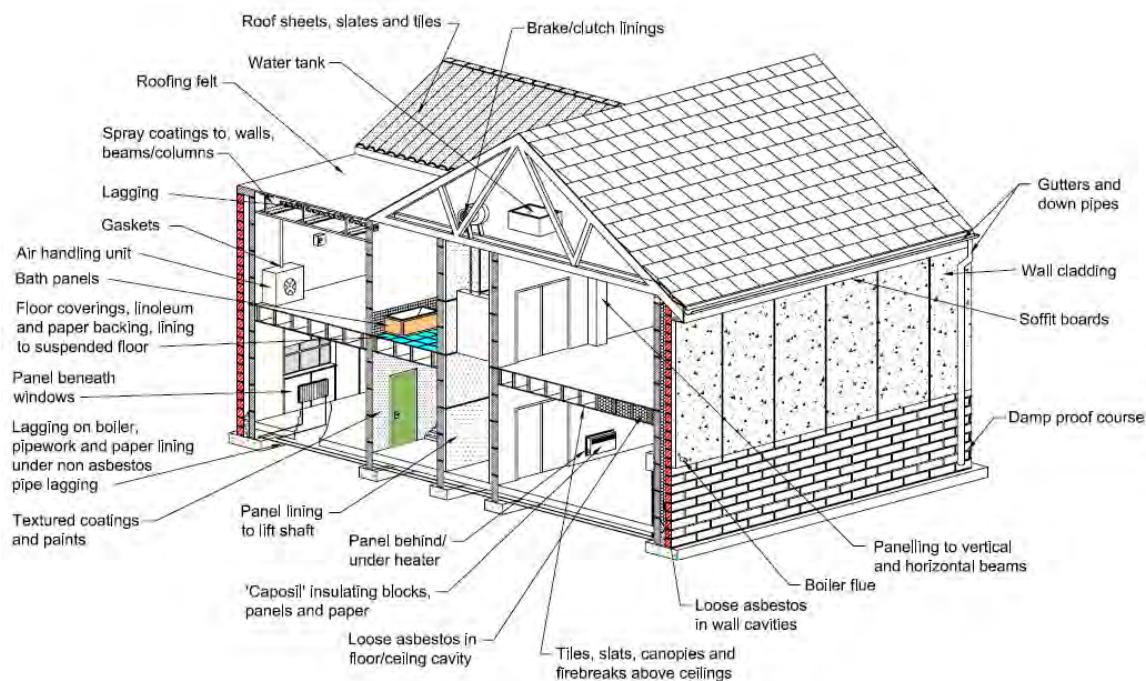 Roof sheets, slates and tiles
Brake/clutch linings
Water tank
Roofing felt
Spray coatings to, walls,
beams/columns
Lagging
Gaskets
Air handling unit
Bath panels
Floor coverings, linoleum
and paper backing, lining
to suspended floor
Panel beneath
windows
Lagging on boiler,
pipework and paper lining
under non asbestos
pipe lagging
Textured coatings
and paints
Panel lining
to lift shaft
Panel behind/
under heater
'Caposil' insulating blocks,
panels and paper
Loose asbestos in
floor/ceilng cavity
Tiles, slats, canopies and
firebreaks above ceilings
Loose asbestos
in wall cavities
Boiler flue
Panelling to vertical
and horizontal beams
Damp proof course
Soffit boards
Wall cladding
Gutters and
down pipes